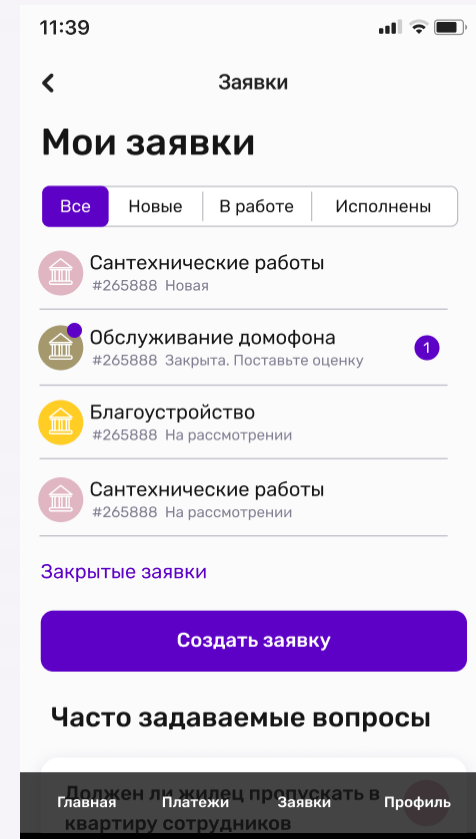 11:39
Заявки
Мои заявки
Все Новые В работе Исполнены
Сантехнические работы
#265888 Новая
Обслуживание домофона
#265888 Закрыта. Поставьте оценку
1
Благоустройство
#265888 На рассмотрении
Сантехнические работы
#265888 На рассмотрении
Закрытые заявки
Создать заявку
Часто задаваемые вопросы
Должен ли жилец пропускать в
квартиру сотрудников
Главная Платежи Заявки Профиль